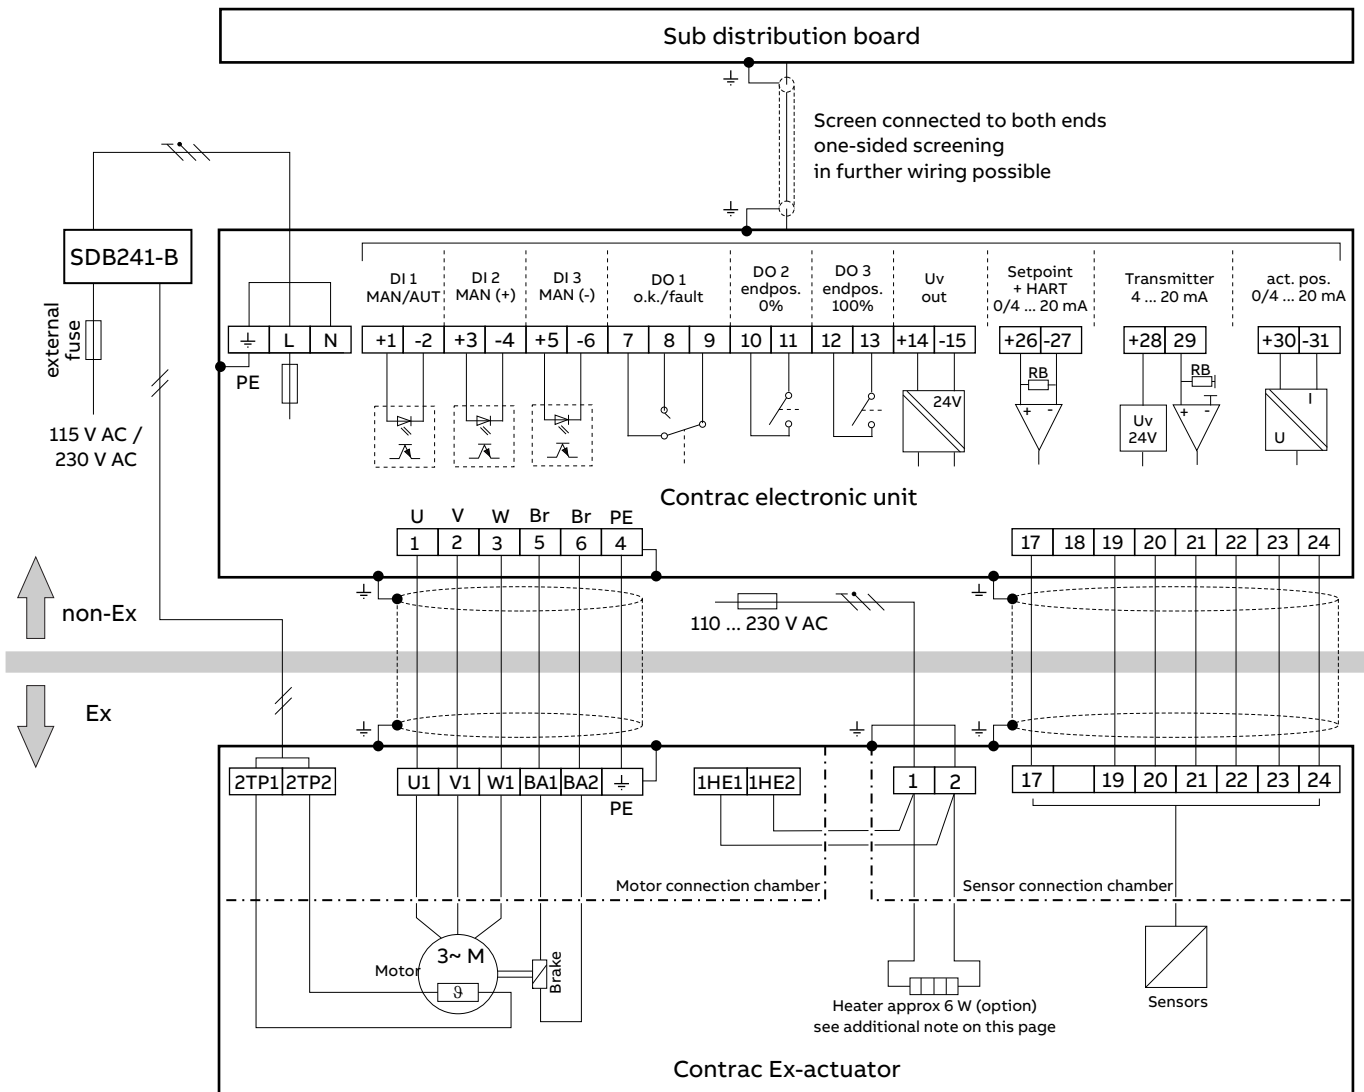 Sub distribution board
Screen connected to both ends
one-sided screening
in further wiring possible
SDB241-B
external
fuse
115 V AC /
230 V AC
DI 1
MAN/AUT
DI 2
MAN (+)
DI 3
MAN (-)
DO 1
o.k./fault
DO 2
endpos.
0%
DO 3
endpos.
100%
Uv
out
Setpoint
+ HART
0/4 ... 20 mA
Transmitter
4 ... 20 mA
act. pos.
0/4 ... 20 mA
L N
+1 -2 +3 -4 +5 -6 7 8 9 10 11 12 13 +14 -15 +26 -27 +28 29 +30 -31
PE
RB
RB
24V
+ -
Uv
24V
+ -
I
U
Contrac electronic unit
U V W Br Br PE
1 2 3 5 6 4
17 18 19 20 21 22 23 24
non-Ex
110 ... 230 V AC
Ex
2TP1 2TP2
U1 V1 W1 BA1 BA2
PE
1HE1 1HE2
1 2
17 19 20 21 22 23 24
Motor connection chamber
Sensor connection chamber
3~ M
Motor
ϑ
Brake
Heater approx 6 W (option)
see additional note on this page
Sensors
Contrac Ex-actuator